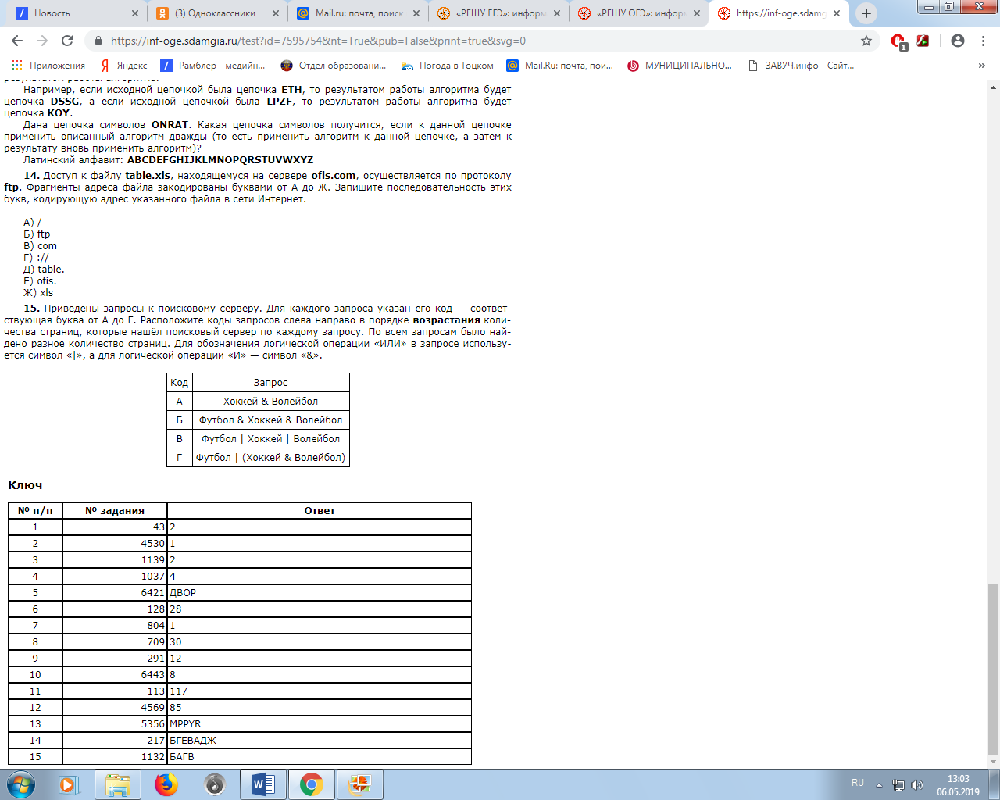 Новость
(3) Одноклассники
Mail.ru: почта, поиск
«РЕШУ ЕГЭ»: информ
«РЕШУ ОГЭ»: информ
https://inf-oge.sdamg
https://inf-oge.sdamgia.ru/test?id=7595754&nt=True&pub=False&print=true&svg=0
1
Приложения
Яндекс
Рамблер - медийн...
Отдел образовани...
Погода в Тоцком
Mail.Ru: почта, пои...
МУНИЦИПАЛЬНО...
ЗАВУЧ.инфо - Сайт...
»
Например, если исходной цепочкой была цепочка ETH, то результатом работы алгоритма будет
цепочка DSSG, а если исходной цепочкой была LPZF, то результатом работы алгоритма будет
цепочка KOY.
Дана цепочка символов ONRAT. Какая цепочка символов получится, если к данной цепочке
применить описанный алгоритм дважды (то есть применить алгоритм к данной цепочке, а затем к
результату вновь применить алгоритм)?
Латинский алфавит: ABCDEFGHIJKLMNOPQRSTUVWXYZ
14. Доступ к файлу table.xls, находящемуся на сервере ofis.com, осуществляется по протоколу
ftp. Фрагменты адреса файла закодированы буквами от А до Ж. Запишите последовательность этих
букв, кодирующую адрес указанного файла в сети Интернет.
А) /
Б) ftp
В) com
Г) ://
Д) table.
Е) ofis.
Ж) xls
15. Приведены запросы к поисковому серверу. Для каждого запроса указан его код — соответ-
ствующая буква от А до Г. Расположите коды запросов слева направо в порядке возрастания коли-
чества страниц, которые нашёл поисковый сервер по каждому запросу. По всем запросам было най-
дено разное количество страниц. Для обозначения логической операции «ИЛИ» в запросе использу-
ется символ «|», а для логической операции «И» — символ «&».
Код Запрос
А Хоккей & Волейбол
Б Футбол & Хоккей & Волейбол
В Футбол | Хоккей | Волейбол
Г Футбол | (Хоккей & Волейбол)
Ключ
№ п/п № задания Ответ
1 43 2
2 4530 1
3 1139 2
4 1037 4
5 6421 ДВОР
6 128 28
7 804 1
8 709 30
9 291 12
10 6443 8
11 113 117
12 4569 85
13 5356 MPPYR
14 217 БГЕВАДЖ
15 1132 БАГВ
RU
13:03
06.05.2019